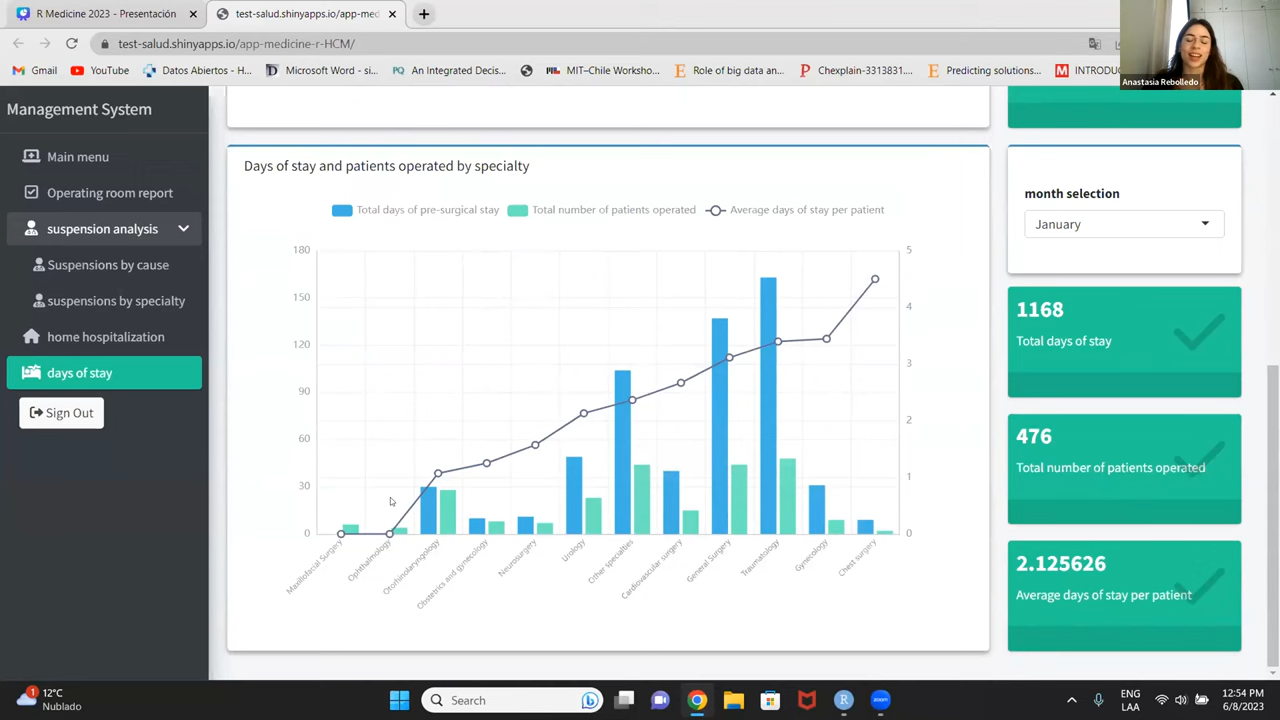 R Medicine 2023 - Presentación
test-salud.shinyapps.io/app-med
test-salud.shinyapps.io/app-medicine-r-HCM/
Gmail
YouTube
Datos Abiertos - H...
Microsoft Word - si...
PQ An Integrated Decis...
MIT–Chile Worksho...
E Role of big data an...
P Chexplain-3313831....
E Predicting solutions...
M INTRODUC
Anastasia Rebolledo
Management System
Main menu
Operating room report
suspension analysis
Suspensions by cause
suspensions by specialty
home hospitalization
days of stay
Sign Out
Days of stay and patients operated by specialty
Total days of pre-surgical stay
Total number of patients operated
Average days of stay per patient
180
150
120
90
60
30
0
5
4
3
2
1
0
Maxillofacial Surgery
Ophthalmology
Otorhinolaryngology
Obstetrics and gynecology
Neurosurgery
Urology
Other specialties
Cardiovascular surgery
General Surgery
Traumatology
Gynecology
Chest surgery
month selection
January
1168
Total days of stay
476
Total number of patients operated
2.125626
Average days of stay per patient
1
12°C
Nublado
Search
R
zoom
ENG
LAA
12:54 PM
6/8/2023